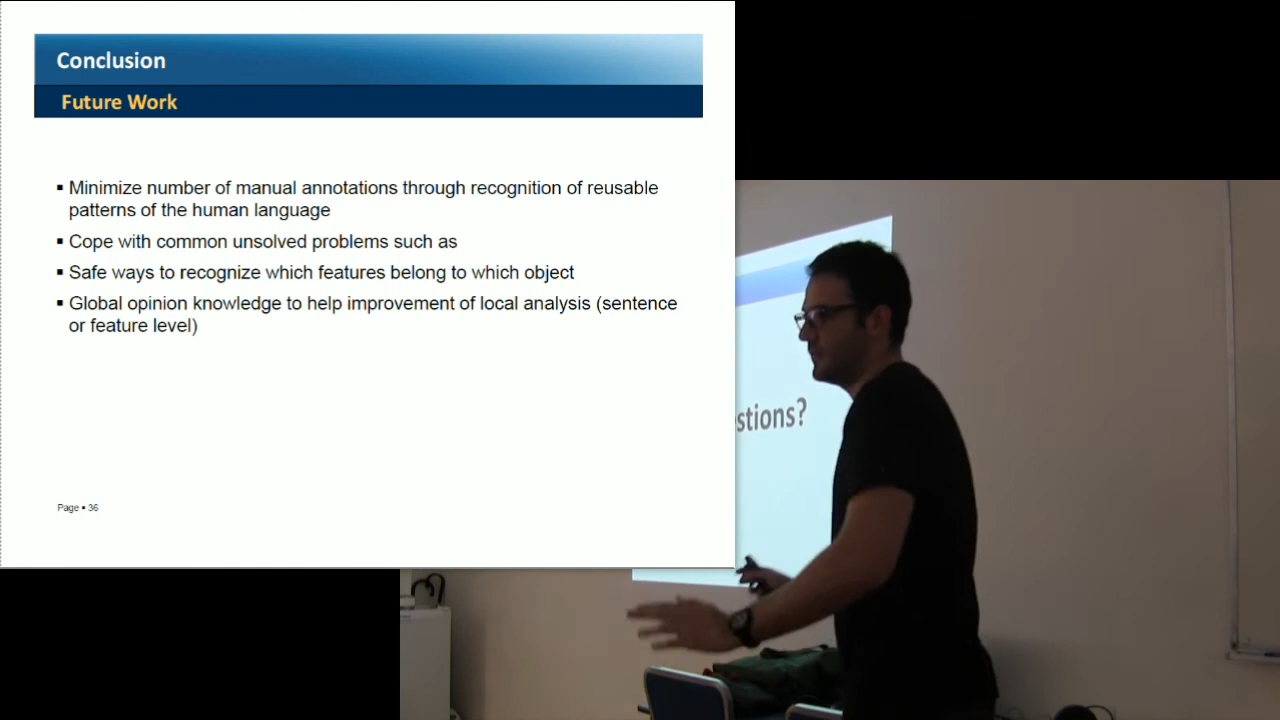 Conclusion
Future Work
▪ Minimize number of manual annotations through recognition of reusable
patterns of the human language
▪ Cope with common unsolved problems such as
▪ Safe ways to recognize which features belong to which object
▪ Global opinion knowledge to help improvement of local analysis (sentence
or feature level)
Page ▪ 36
stions?